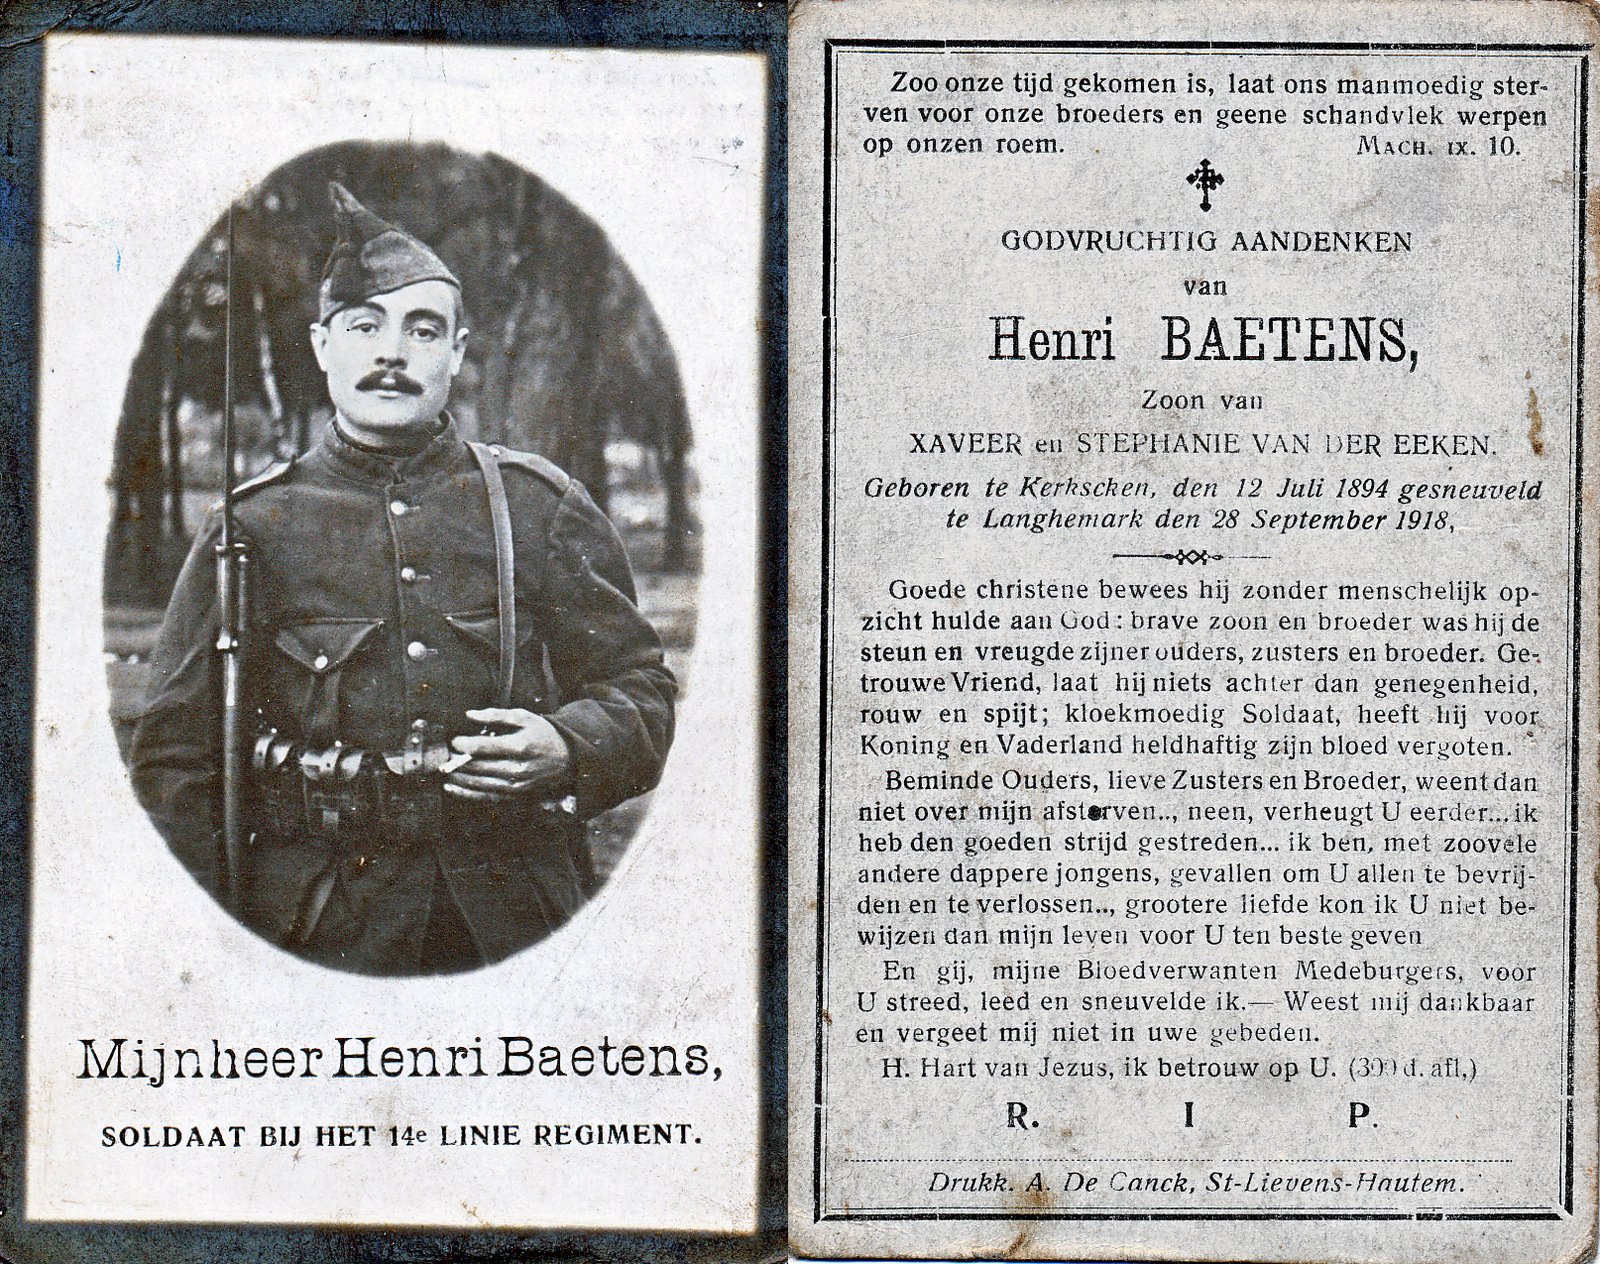 Mijnheer Henri Baetens,
SOLDAAT BIJ HET 14e LINIE REGIMENT.
Zoo onze tijd gekomen is, laat ons manmoedig ster-
ven voor onze broeders en geene schandvlek werpen
op onzen roem. MACH. IX. 10.
GODVRUCHTIG AANDENKEN
van
Henri BAETENS,
Zoon van
XAVEER en STEPHANIE VAN DER EEKEN.
Geboren te Kerkscken, den 12 Juli 1894 gesneuveld
te Langhemark den 28 September 1918,
Goede christene bewees hij zonder menschelijk op-
zicht hulde aan God: brave zoon en broeder was hij de
steun en vreugde zijner ouders, zusters en broeder. Ge-
trouwe Vriend, laat hij niets achter dan genegenheid,
rouw en spijt; kloekmoedig Soldaat, heeft hij voor
Koning en Vaderland heldhaftig zijn bloed vergoten.
Beminde Ouders, lieve Zusters en Broeder, weent dan
niet over mijn afsterven.., neen, verheugt U eerder... ik
heb den goeden strijd gestreden... ik ben, met zoovele
andere dappere jongens, gevallen om U allen te bevrij-
den en te verlossen.., grootere liefde kon ik U niet be-
wijzen dan mijn leven voor U ten beste geven
En gij, mijne Bloedverwanten Medeburgers, voor
U streed, leed en sneuvelde ik.— Weest mij dankbaar
en vergeet mij niet in uwe gebeden.
H. Hart van Jezus, ik betrouw op U. (300 d. afl,)
R. I P.
Drukk. A. De Canck, St-Lievens-Hautem.